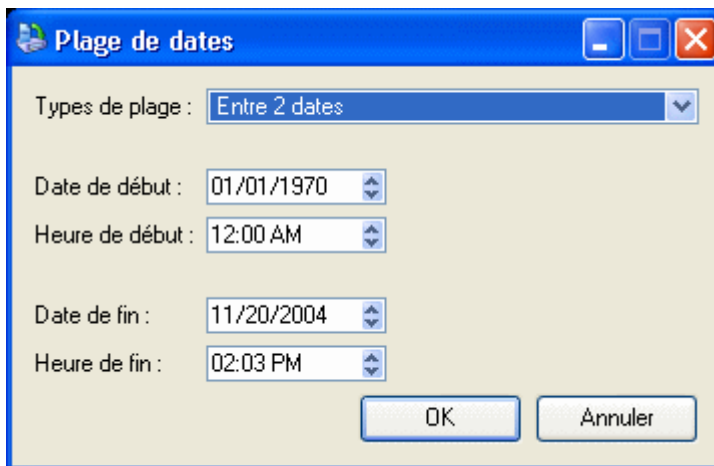 Plage de dates
Types de plage : Entre 2 dates
Date de début : 01/01/1970
Heure de début : 12:00 AM
Date de fin : 11/20/2004
Heure de fin : 02:03 PM
OK Annuler